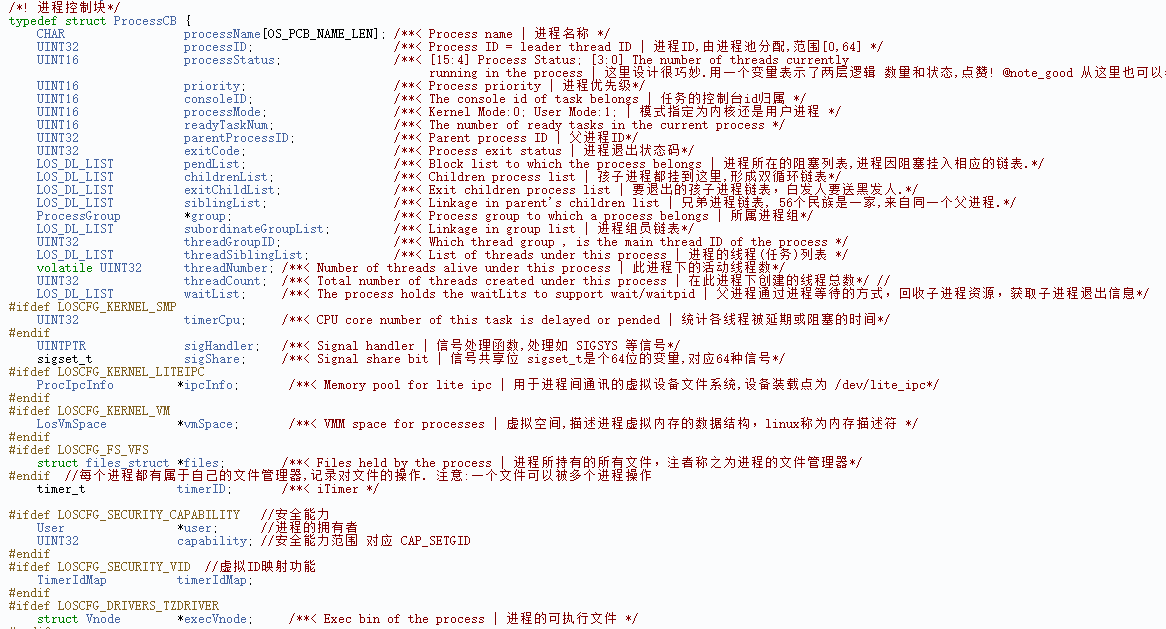 /*! 进程控制块*/
typedef struct ProcessCB {
CHAR processName[OS_PCB_NAME_LEN]; /**< Process name | 进程名称 */
UINT32 processID; /**< Process ID = leader thread ID | 进程ID,由进程池分配,范围[0,64] */
UINT16 processStatus; /**< [15:4] Process Status; [3:0] The number of threads currently
running in the process | 这里设计很巧妙.用一个变量表示了两层逻辑 数量和状态,点赞! @note_good 从这里也可以
UINT16 priority; /**< Process priority | 进程优先级*/
UINT16 consoleID; /**< The console id of task belongs | 任务的控制台id归属 */
UINT16 processMode; /**< Kernel Mode:0; User Mode:1; | 模式指定为内核还是用户进程 */
UINT16 readyTaskNum; /**< The number of ready tasks in the current process */
UINT32 parentProcessID; /**< Parent process ID | 父进程ID*/
UINT32 exitCode; /**< Process exit status | 进程退出状态码*/
LOS_DL_LIST pendList; /**< Block list to which the process belongs | 进程所在的阻塞列表,进程因阻塞挂入相应的链表.*/
LOS_DL_LIST childrenList; /**< Children process list | 孩子进程都挂到这里,形成双循环链表*/
LOS_DL_LIST exitChildList; /**< Exit children process list | 要退出的孩子进程链表，白发人要送黑发人.*/
LOS_DL_LIST siblingList; /**< Linkage in parent's children list | 兄弟进程链表, 56个民族是一家,来自同一个父进程.*/
ProcessGroup *group; /**< Process group to which a process belongs | 所属进程组*/
LOS_DL_LIST subordinateGroupList; /**< Linkage in group list | 进程组员链表*/
UINT32 threadGroupID; /**< Which thread group , is the main thread ID of the process */
LOS_DL_LIST threadSiblingList; /**< List of threads under this process | 进程的线程(任务)列表 */
volatile UINT32 threadNumber; /**< Number of threads alive under this process | 此进程下的活动线程数*/
UINT32 threadCount; /**< Total number of threads created under this process | 在此进程下创建的线程总数*/ //
LOS_DL_LIST waitList; /**< The process holds the waitLits to support wait/waitpid | 父进程通过进程等待的方式，回收子进程资源，获取子进程退出信息*/
#ifdef LOSCFG_KERNEL_SMP
UINT32 timerCpu; /**< CPU core number of this task is delayed or pended | 统计各线程被延期或阻塞的时间*/
#endif
UINTPTR sigHandler; /**< Signal handler | 信号处理函数,处理如 SIGSYS 等信号*/
sigset_t sigShare; /**< Signal share bit | 信号共享位 sigset_t是个64位的变量,对应64种信号*/
#ifdef LOSCFG_KERNEL_LITEIPC
ProcIpcInfo *ipcInfo; /**< Memory pool for lite ipc | 用于进程间通讯的虚拟设备文件系统,设备装载点为 /dev/lite_ipc*/
#endif
#ifdef LOSCFG_KERNEL_VM
LosVmSpace *vmSpace; /**< VMM space for processes | 虚拟空间,描述进程虚拟内存的数据结构，linux称为内存描述符 */
#endif
#ifdef LOSCFG_FS_VFS
struct files_struct *files; /**< Files held by the process | 进程所持有的所有文件，注者称之为进程的文件管理器*/
#endif //每个进程都有属于自己的文件管理器,记录对文件的操作. 注意:一个文件可以被多个进程操作
timer_t timerID; /**< iTimer */
#ifdef LOSCFG_SECURITY_CAPABILITY //安全能力
User *user; //进程的拥有者
UINT32 capability; //安全能力范围 对应 CAP_SETGID
#endif
#ifdef LOSCFG_SECURITY_VID //虚拟ID映射功能
TimerIdMap timerIdMap;
#endif
#ifdef LOSCFG_DRIVERS_TZDRIVER
struct Vnode *execVnode; /**< Exec bin of the process | 进程的可执行文件 */